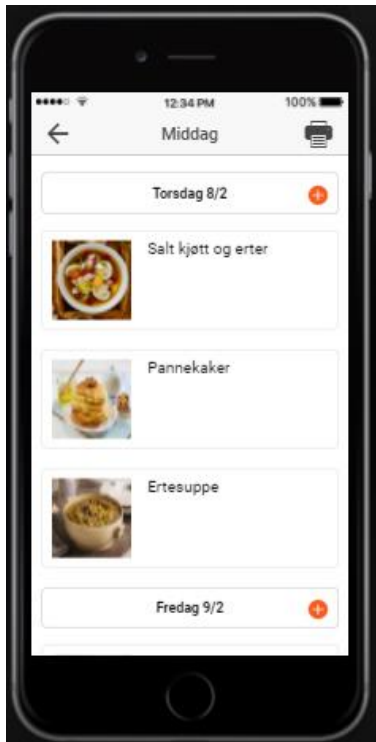 12:34 PM 100%
Middag
Torsdag 8/2
Salt kjøtt og erter
Pannekaker
Ertesuppe
Fredag 9/2